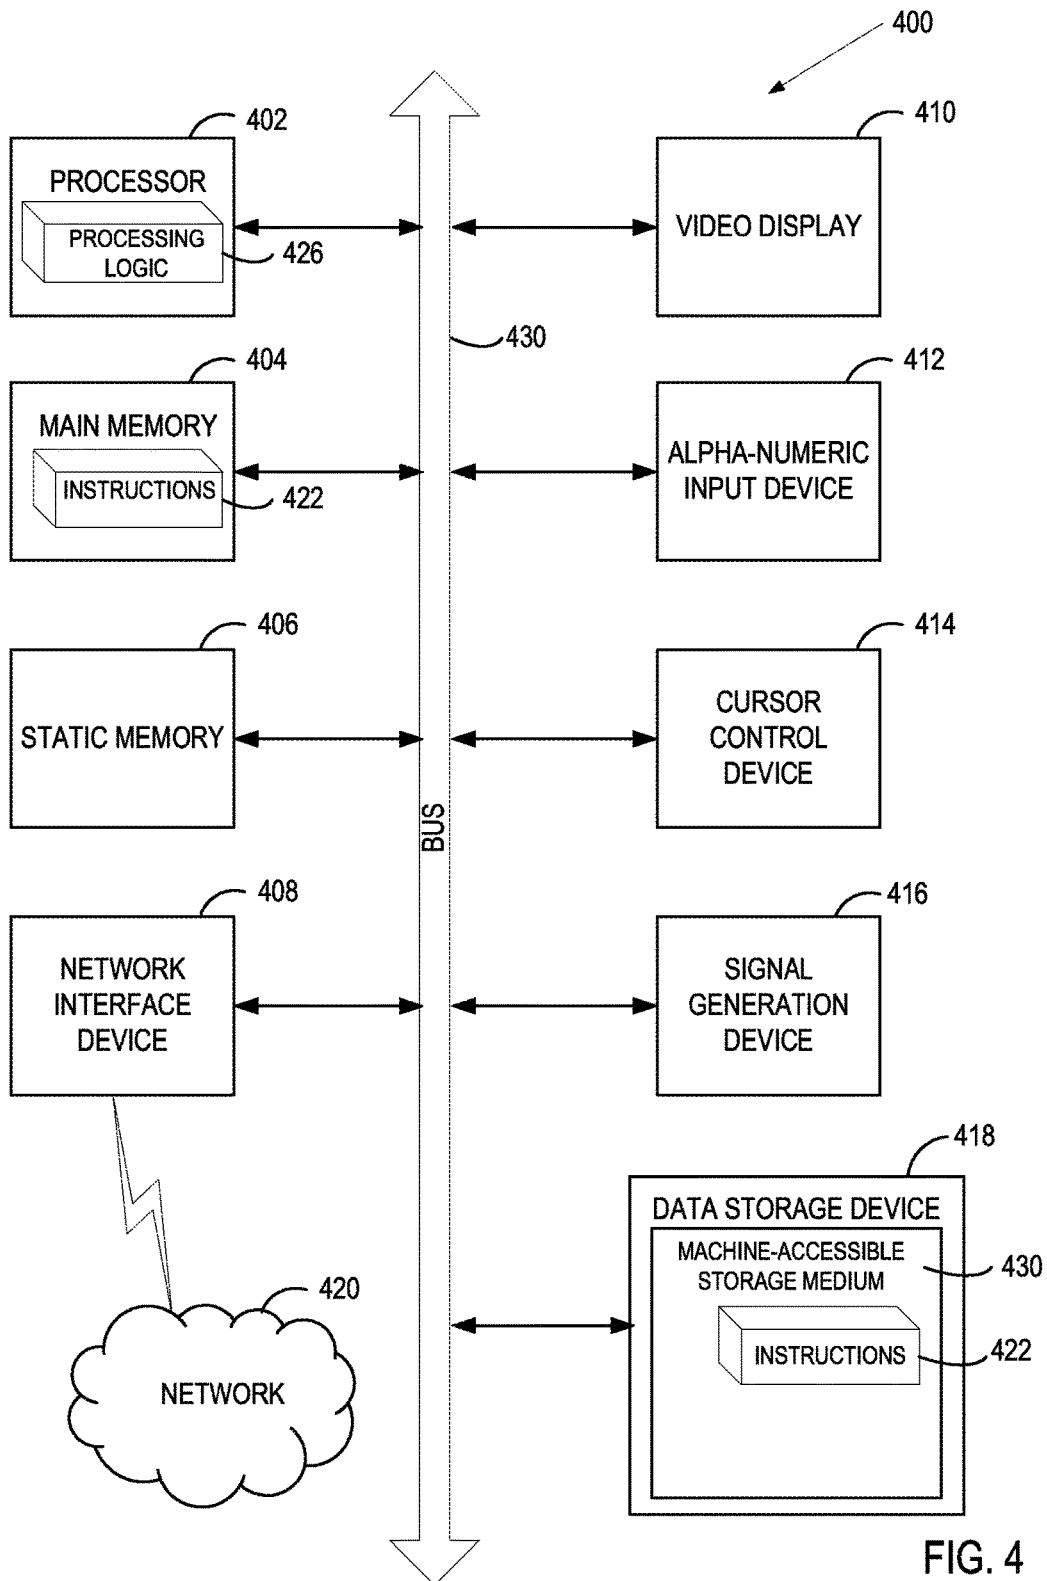 400
402
PROCESSOR
PROCESSING
LOGIC
426
410
VIDEO DISPLAY
430
404
MAIN MEMORY
INSTRUCTIONS
422
412
ALPHA-NUMERIC
INPUT DEVICE
406
STATIC MEMORY
414
CURSOR
CONTROL
DEVICE
BUS
408
NETWORK
INTERFACE
DEVICE
416
SIGNAL
GENERATION
DEVICE
418
DATA STORAGE DEVICE
MACHINE-ACCESSIBLE
STORAGE MEDIUM
430
INSTRUCTIONS
422
420
NETWORK
FIG. 4